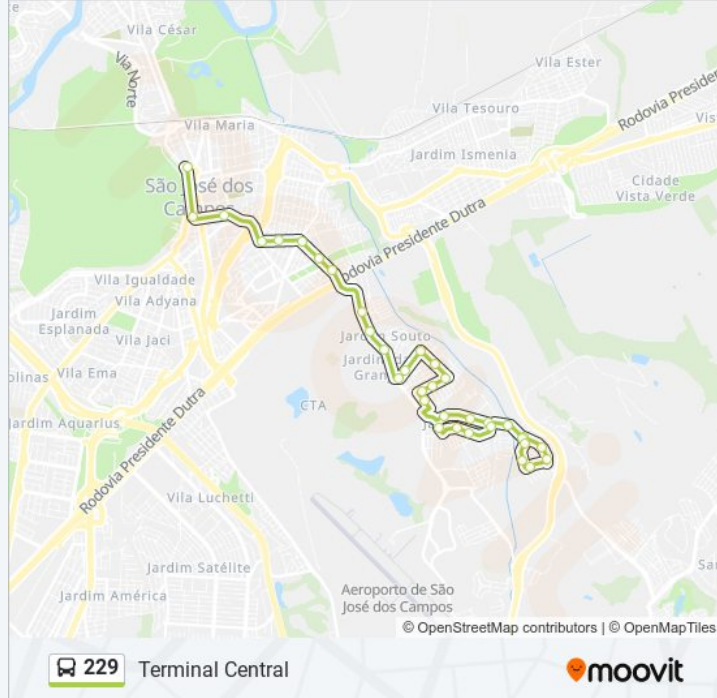 Vila César
Via Norte
Vila Ester
Rodovia Preside
Vila Tesouro
Vila Maria
Jardim Ismenia
São José dos
Campos
Cidade
Vista Verde
Rodovia Presidente Dutra
Vila Igualdade
Vila Adyana
Jardim
Esplanada
Vila Jaci
Jardim Souto
Vila Ema
CTA
Jardim Aquarius
Rodovia Presidente Dutra
Vila Luchetti
Jardim Satélite
Jardim América
Aeroporto de São
José dos Campos
© OpenStreetMap contributors | © OpenMapTiles
229 Terminal Central
moovit